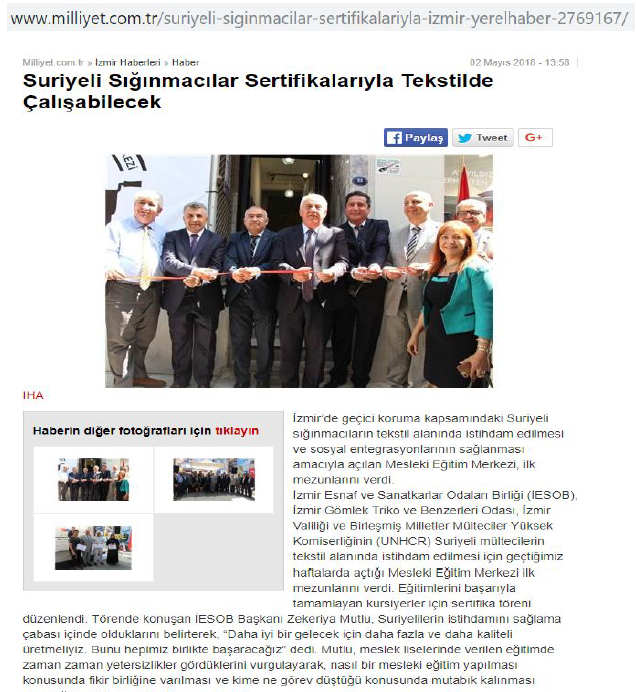 www.milliyet.com.tr/suriyeli-siginmacilar-sertifikalariyla-izmir-yerelhaber-2769167/
Milliyet.com.tr » İzmir Haberleri » Haber
02 Mayıs 2018 - 13:58
Suriyeli Sığınmacılar Sertifikalarıyla Tekstilde
Çalışabilecek
Paylaş
Tweet
G+
İHA
Haberin diğer fotoğrafları için tıklayın
İzmir'de geçici koruma kapsamındaki Suriyeli
sığınmacıların tekstil alanında istihdam edilmesi
ve sosyal entegrasyonlarının sağlanması
amacıyla açılan Mesleki Eğitim Merkezi, ilk
mezunlarını verdi.
İzmir Esnaf ve Sanatkarlar Odaları Birliği (İESOB),
İzmir Gömlek Triko ve Benzerleri Odası, İzmir
Valiliği ve Birleşmiş Milletler Mülteciler Yüksek
Komiserliğinin (UNHCR) Suriyeli mültecilerin
tekstil alanında istihdam edilmesi için geçtiğimiz
haftalarda açtığı Mesleki Eğitim Merkezi ilk
mezunlarını verdi. Eğitimlerini başarıyla
tamamlayan kursiyerler için sertifika töreni
düzenlendi. Törende konuşan İESOB Başkanı Zekeriya Mutlu, Suriyelilerin istihdamını sağlama
çabası içinde olduklarını belirterek, “Daha iyi bir gelecek için daha fazla ve daha kaliteli
üretmeliyiz. Bunu hepimiz birlikte başaracağız” dedi. Mutlu, meslek liselerinde verilen eğitimde
zaman zaman yetersizlikler gördüklerini vurgulayarak, nasıl bir mesleki eğitim yapılması
konusunda fikir birliğine varılması ve kime ne görev düştüğü konusunda mutabık kalınması